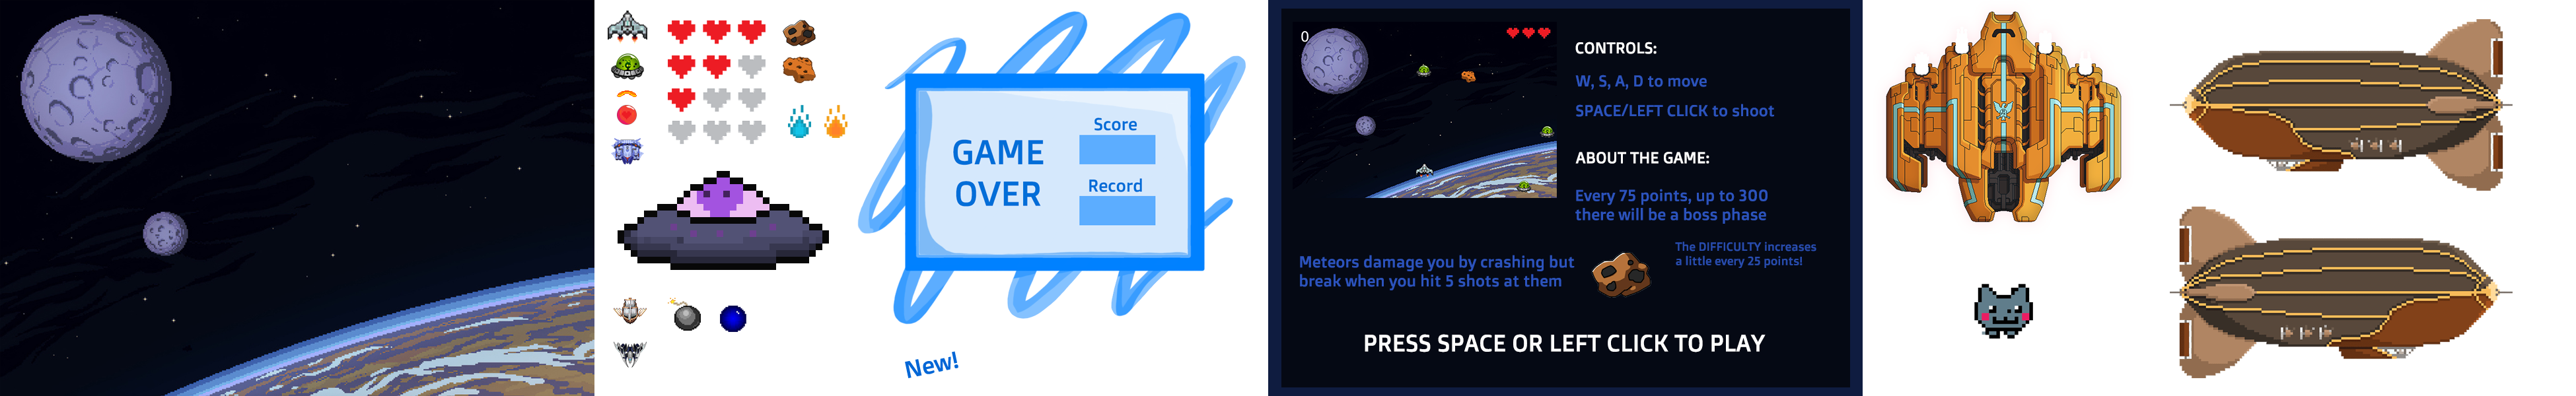 GAME
OVER
Score
Record
New!
0
CONTROLS:
W, S, A, D to move
SPACE/LEFT CLICK to shoot
ABOUT THE GAME:
Every 75 points, up to 300
there will be a boss phase
The DIFFICULTY increases
a little every 25 points!
Meteors damage you by crashing but
break when you hit 5 shots at them
PRESS SPACE OR LEFT CLICK TO PLAY